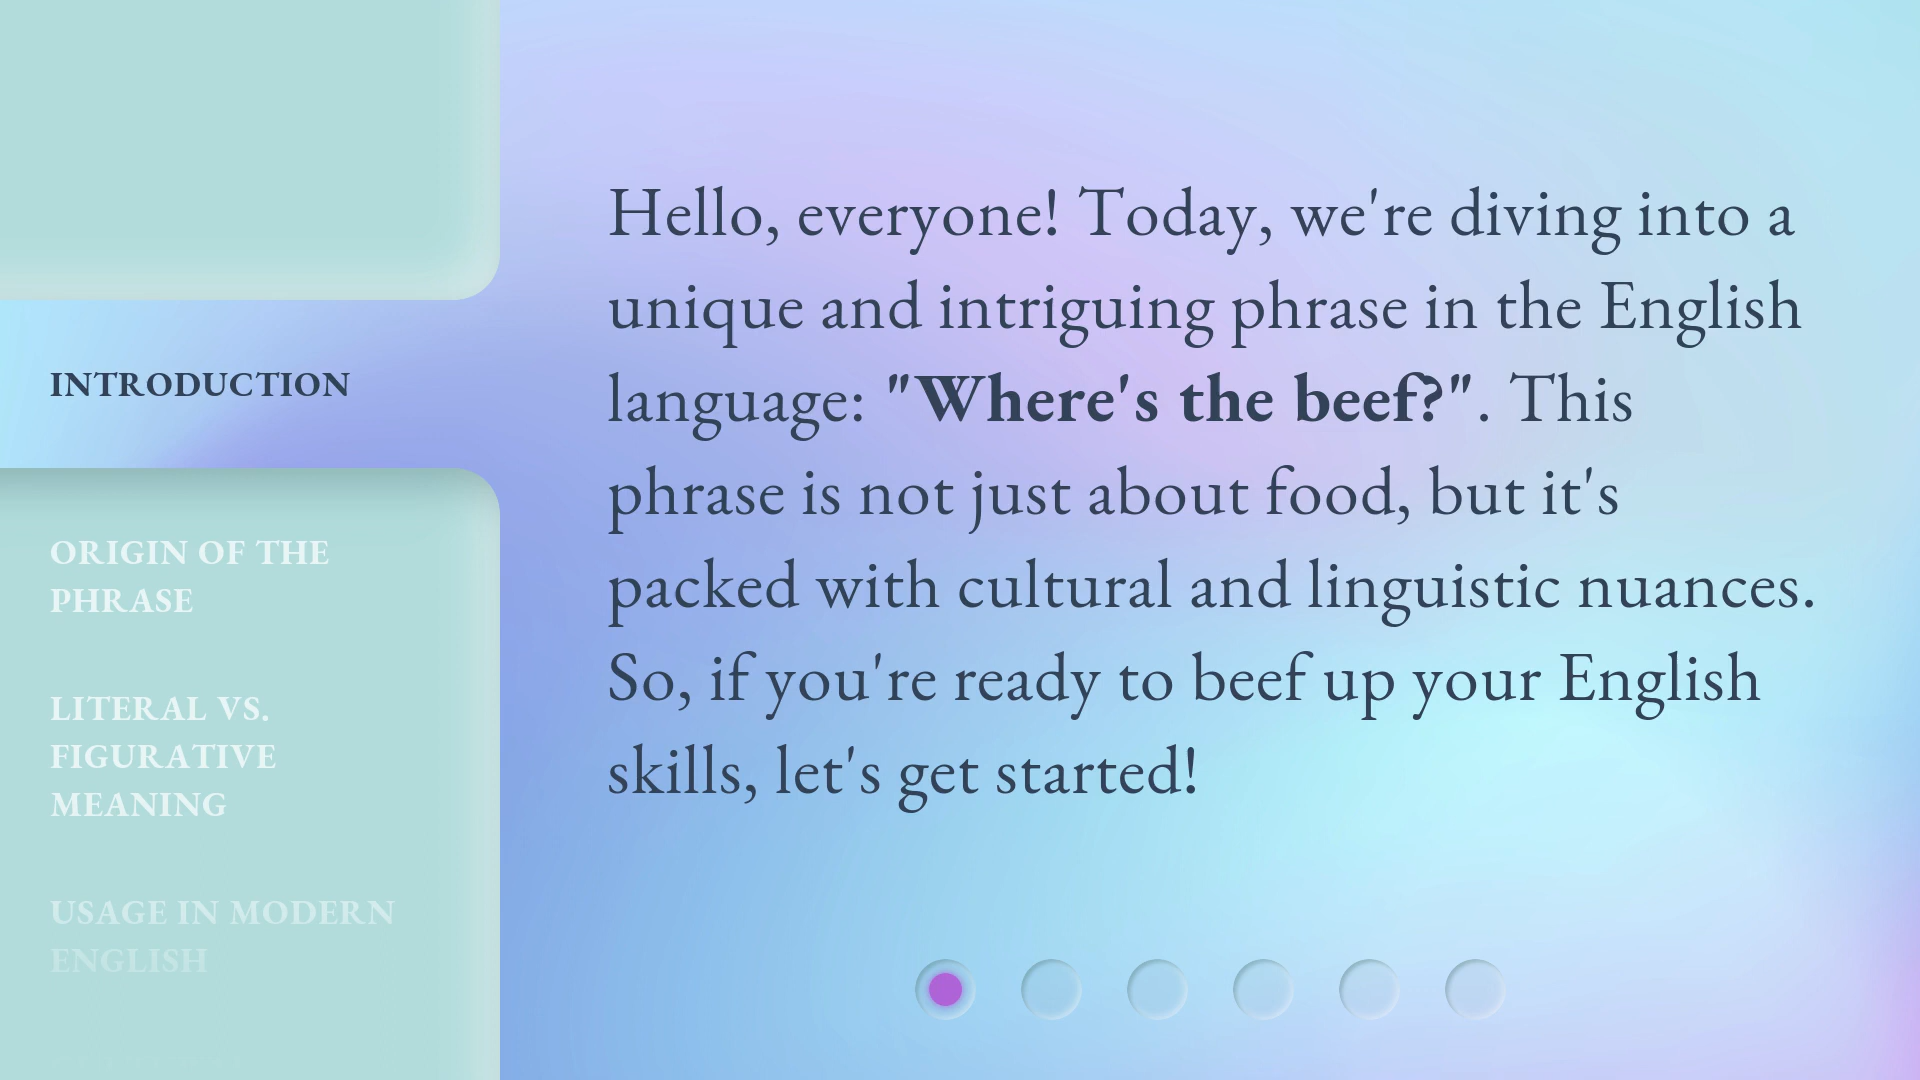 INTRODUCTION
ORIGIN OF THE
PHRASE
LITERAL VS.
FIGURATIVE
MEANING
USAGE IN MODERN
ENGLISH
Hello, everyone! Today, we're diving into a
unique and intriguing phrase in the English
language: "Where's the beef?". This
phrase is not just about food, but it's
packed with cultural and linguistic nuances.
So, if you're ready to beef up your English
skills, let's get started!